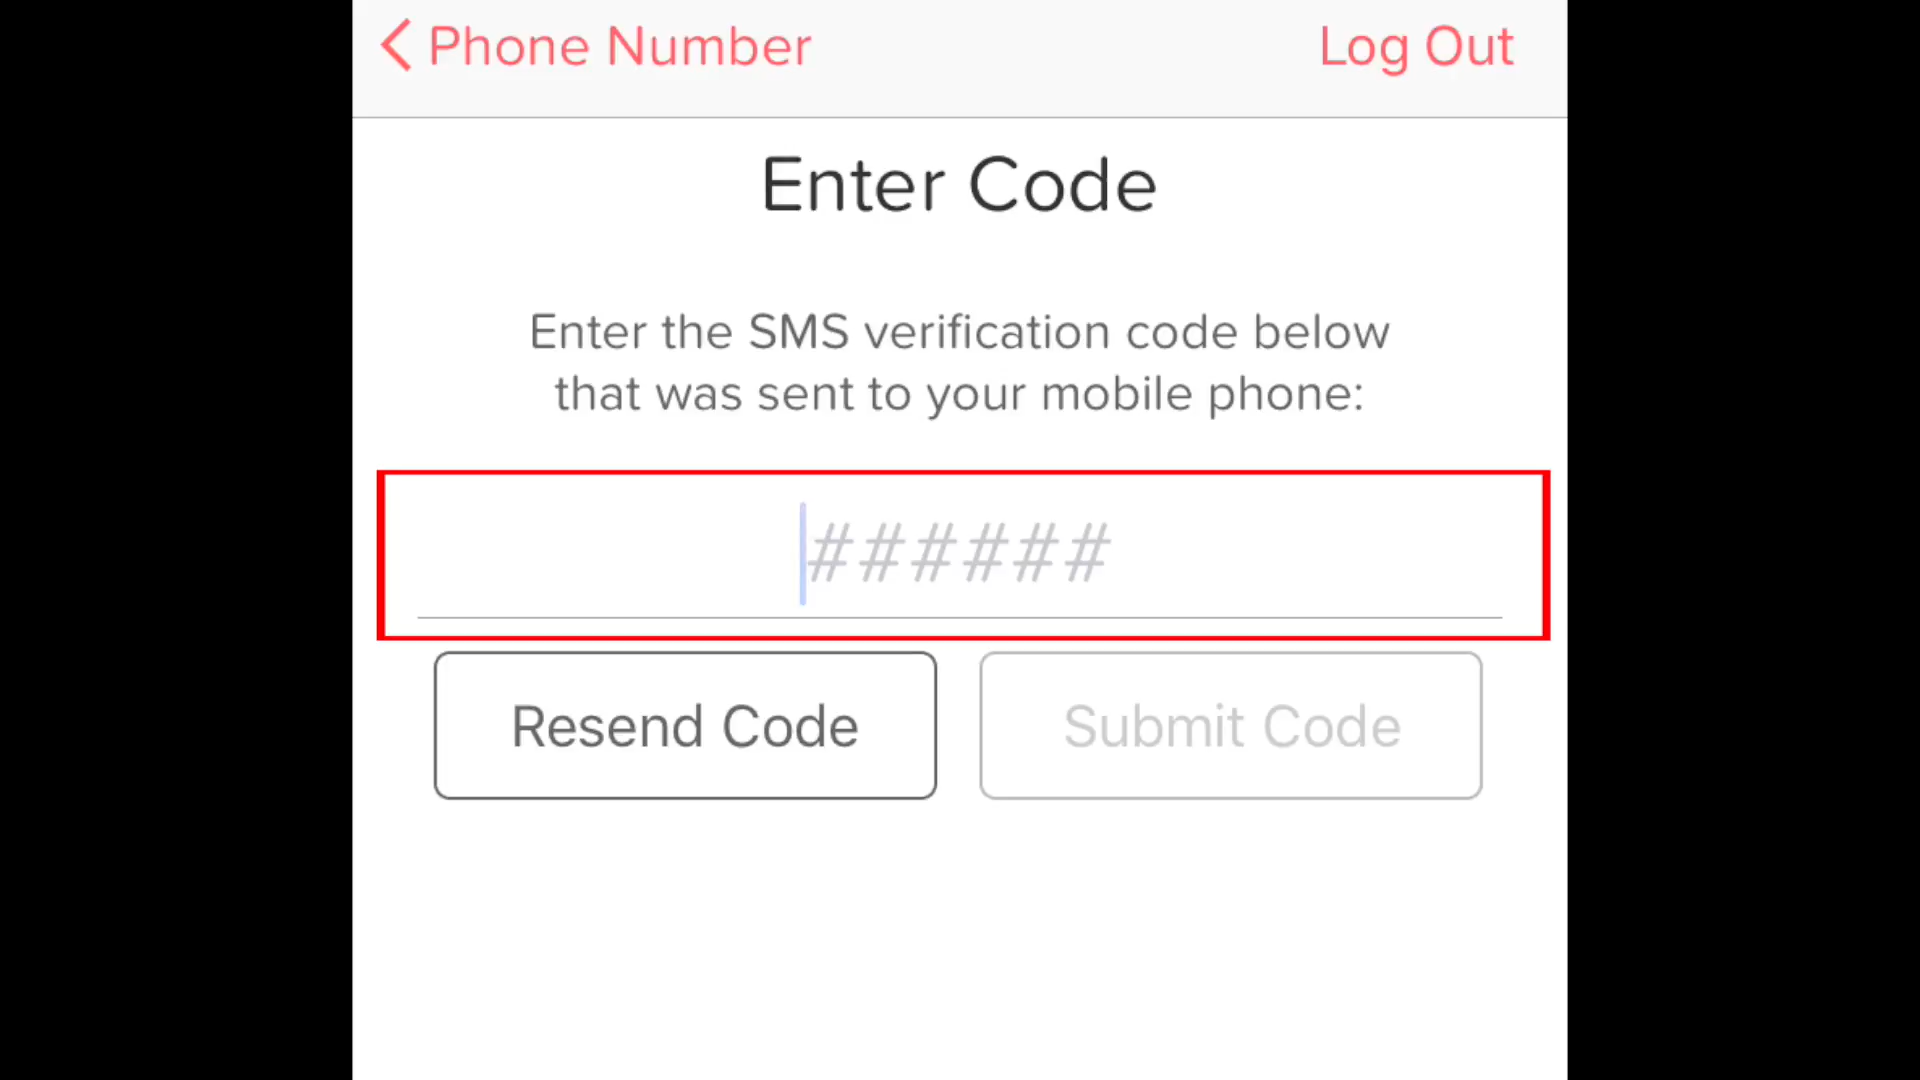 Phone Number
Log Out
Enter Code
Enter the SMS verification code below
that was sent to your mobile phone:
######
Resend Code
Submit Code